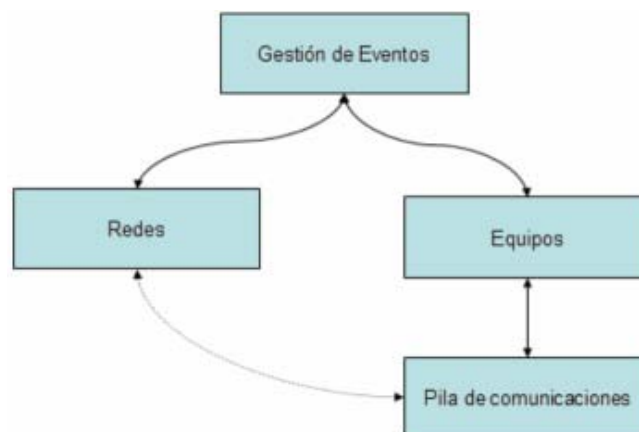 Gestión de Eventos
Redes
Equipos
Pila de comunicaciones